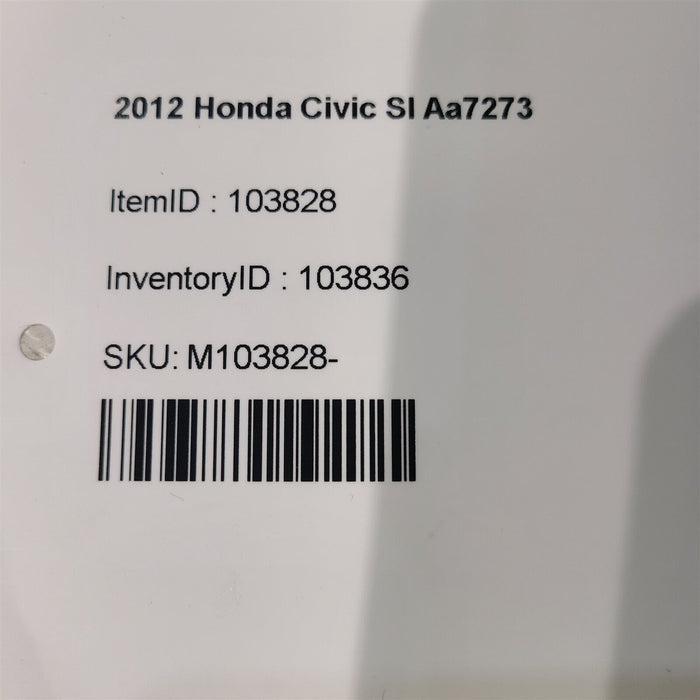 2012 Honda Civic SI Aa7273
ItemID : 103828
InventoryID : 103836
SKU: M103828-